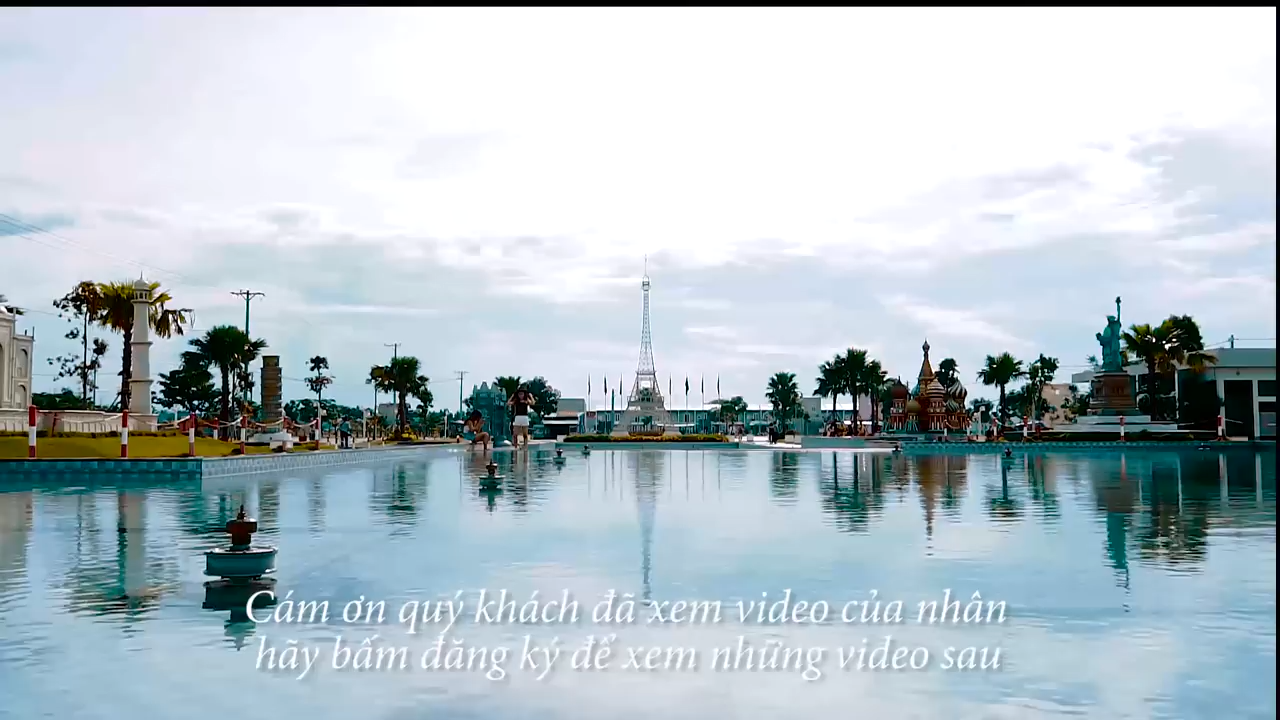 Cám ơn quý khách đã xem video của nhân
hãy bấm đăng ký để xem những video sau